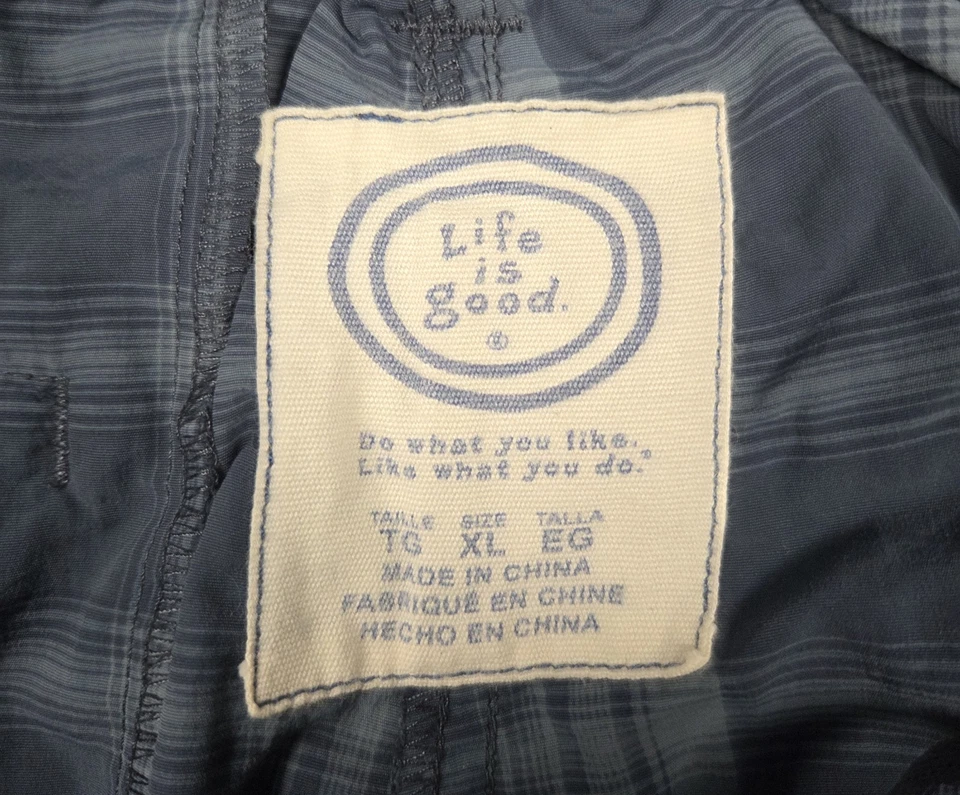 Life
is
good.
®
Do what you like.
Like what you do.®
TAILLE SIZE TALLA
TG XL EG
MADE IN CHINA
FABRIQUÉ EN CHINE
HECHO EN CHINA